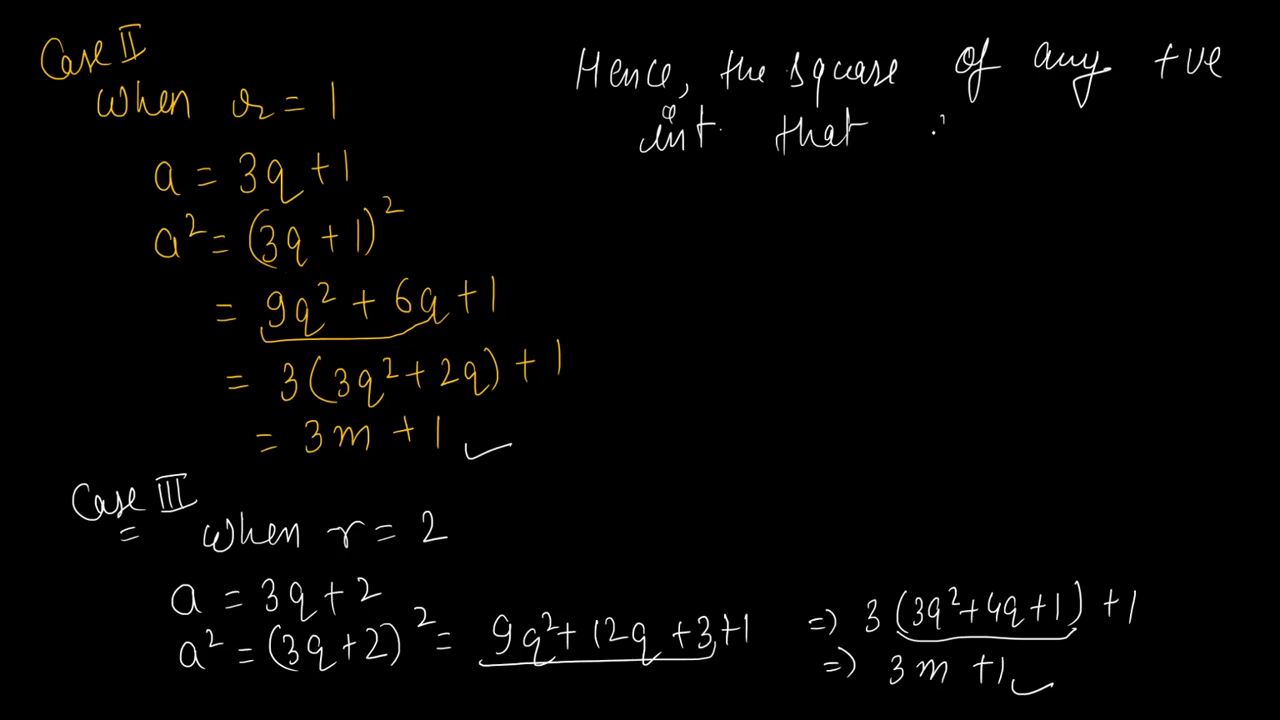 Case II
when r = 1
a = 3q + 1
a² = (3q + 1)²
= 9q² + 6q + 1
= 3(3q² + 2q) + 1
= 3m + 1 ✓
Case III
= when r = 2
a = 3q + 2
a² = (3q + 2)² = 9q² + 12q + 3 + 1
=> 3(3q² + 4q + 1) + 1
=> 3m + 1 ✓
Hence, the square of any +ve
int. that